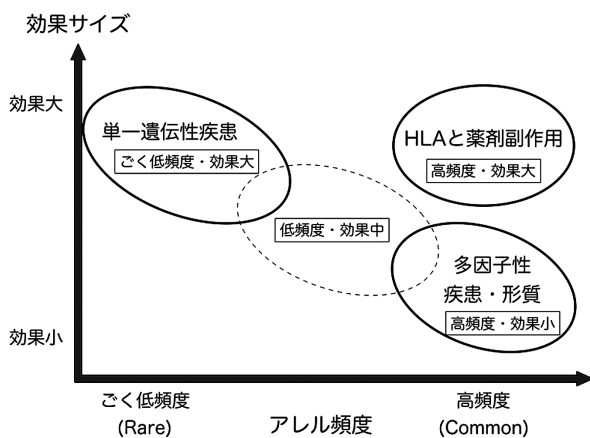 効果サイズ
効果大
単一遺伝性疾患
ごく低頻度・効果大
HLAと薬剤副作用
高頻度・効果大
低頻度・効果中
多因子性
疾患・形質
高頻度・効果小
効果小
ごく低頻度
(Rare)
アレル頻度
高頻度
(Common)